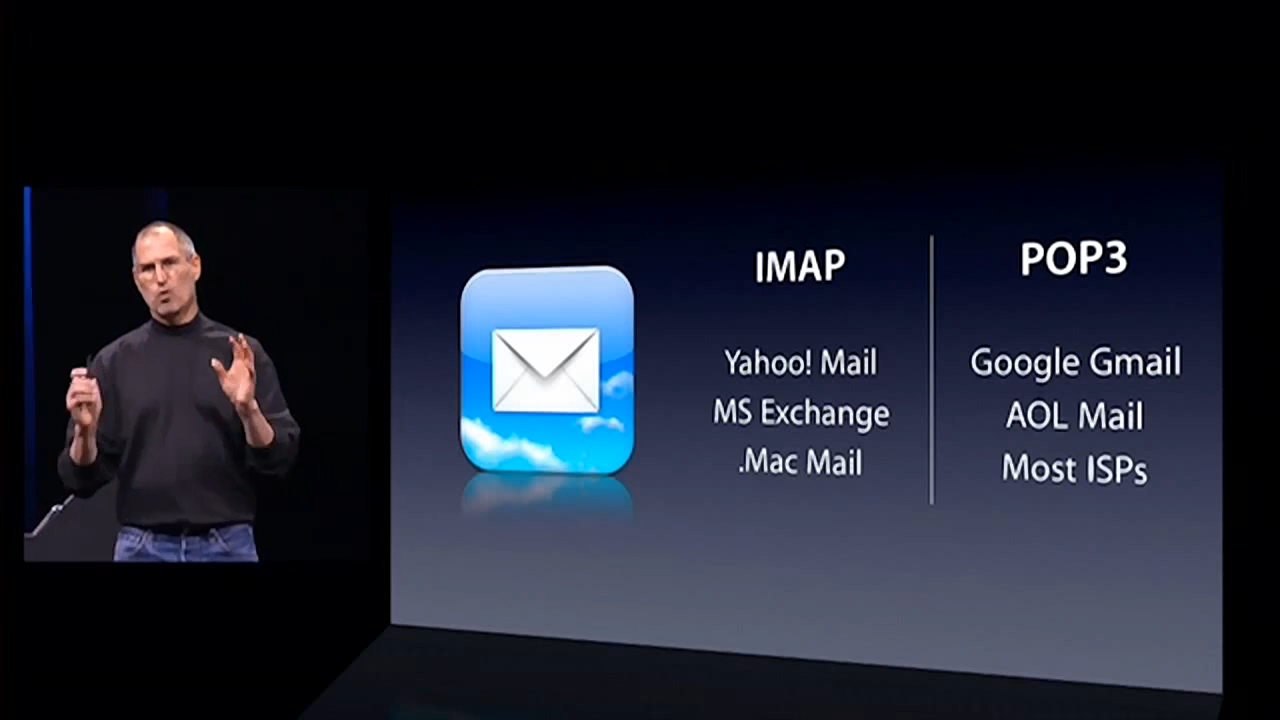 IMAP
Yahoo! Mail
MS Exchange
.Mac Mail
POP3
Google Gmail
AOL Mail
Most ISPs